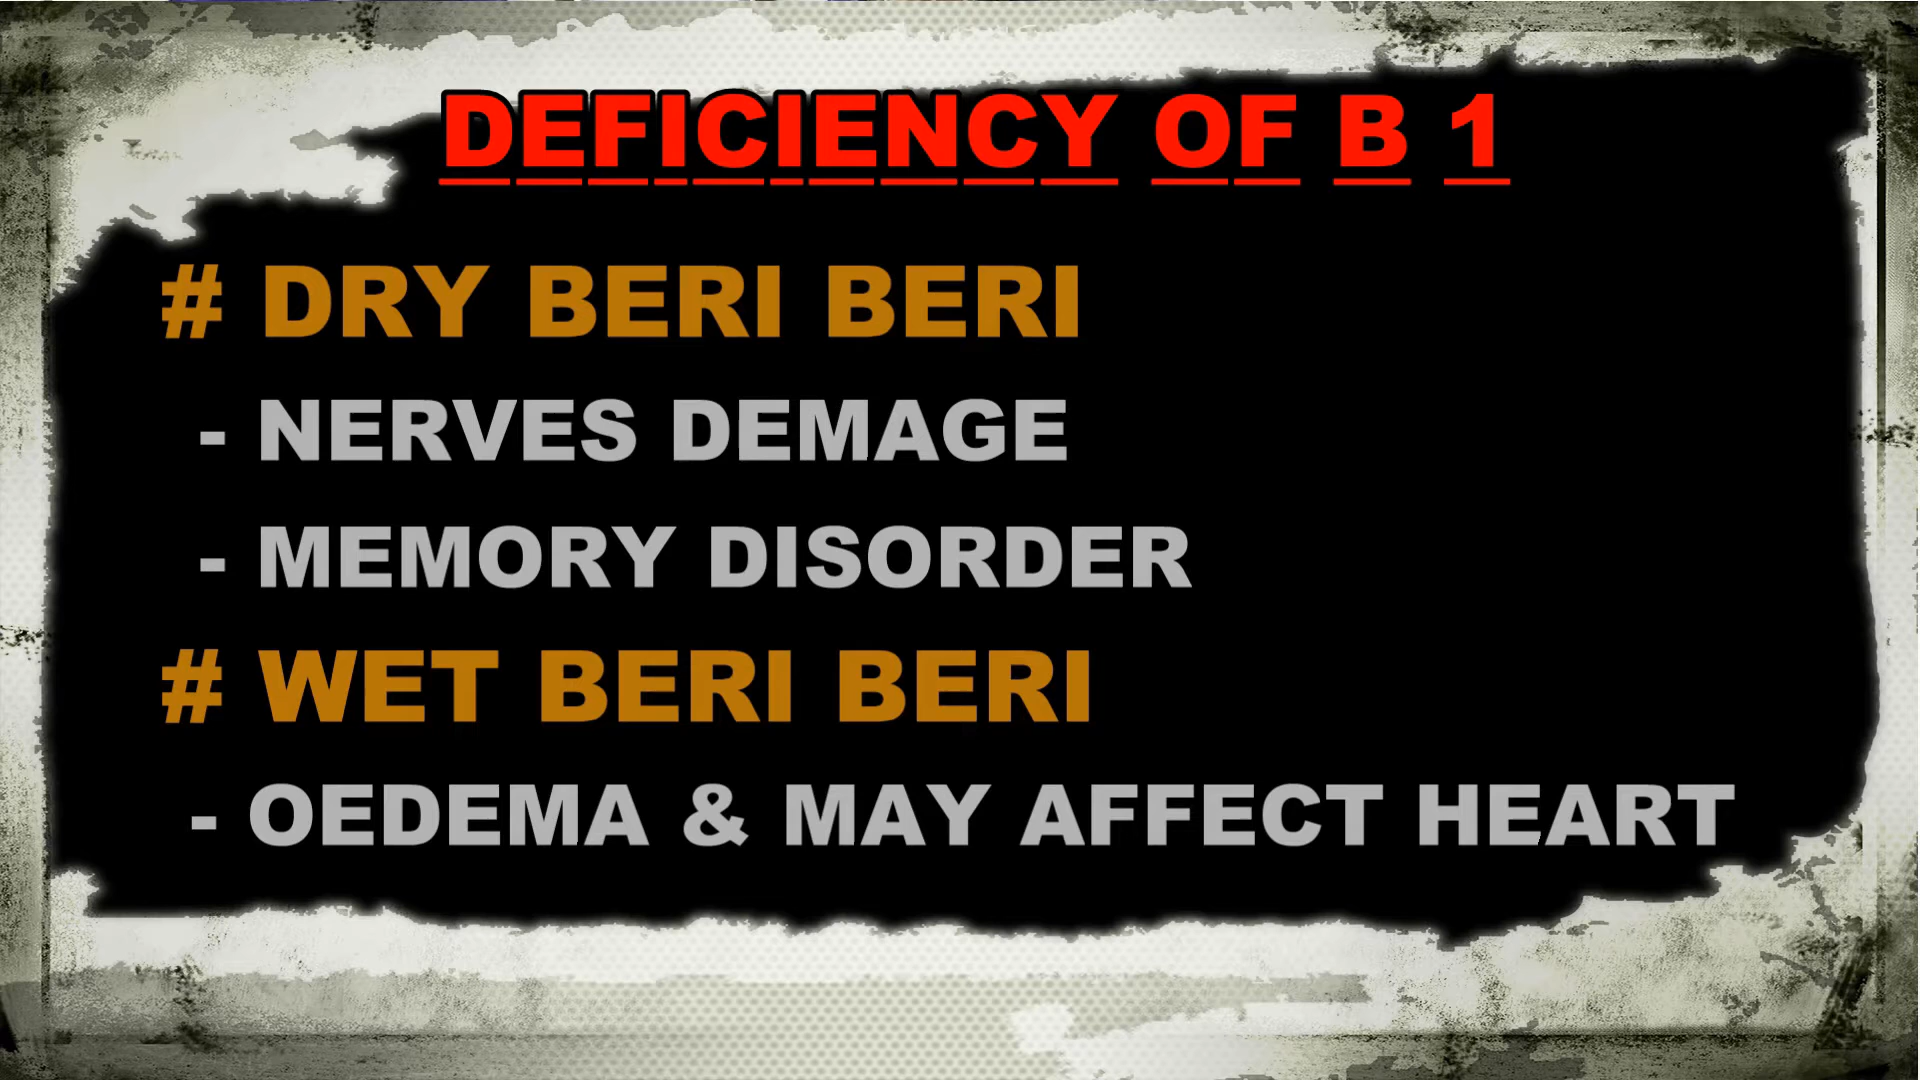 DEFICIENCY OF B 1
# DRY BERI BERI
- NERVES DEMAGE
- MEMORY DISORDER
# WET BERI BERI
- OEDEMA & MAY AFFECT HEART